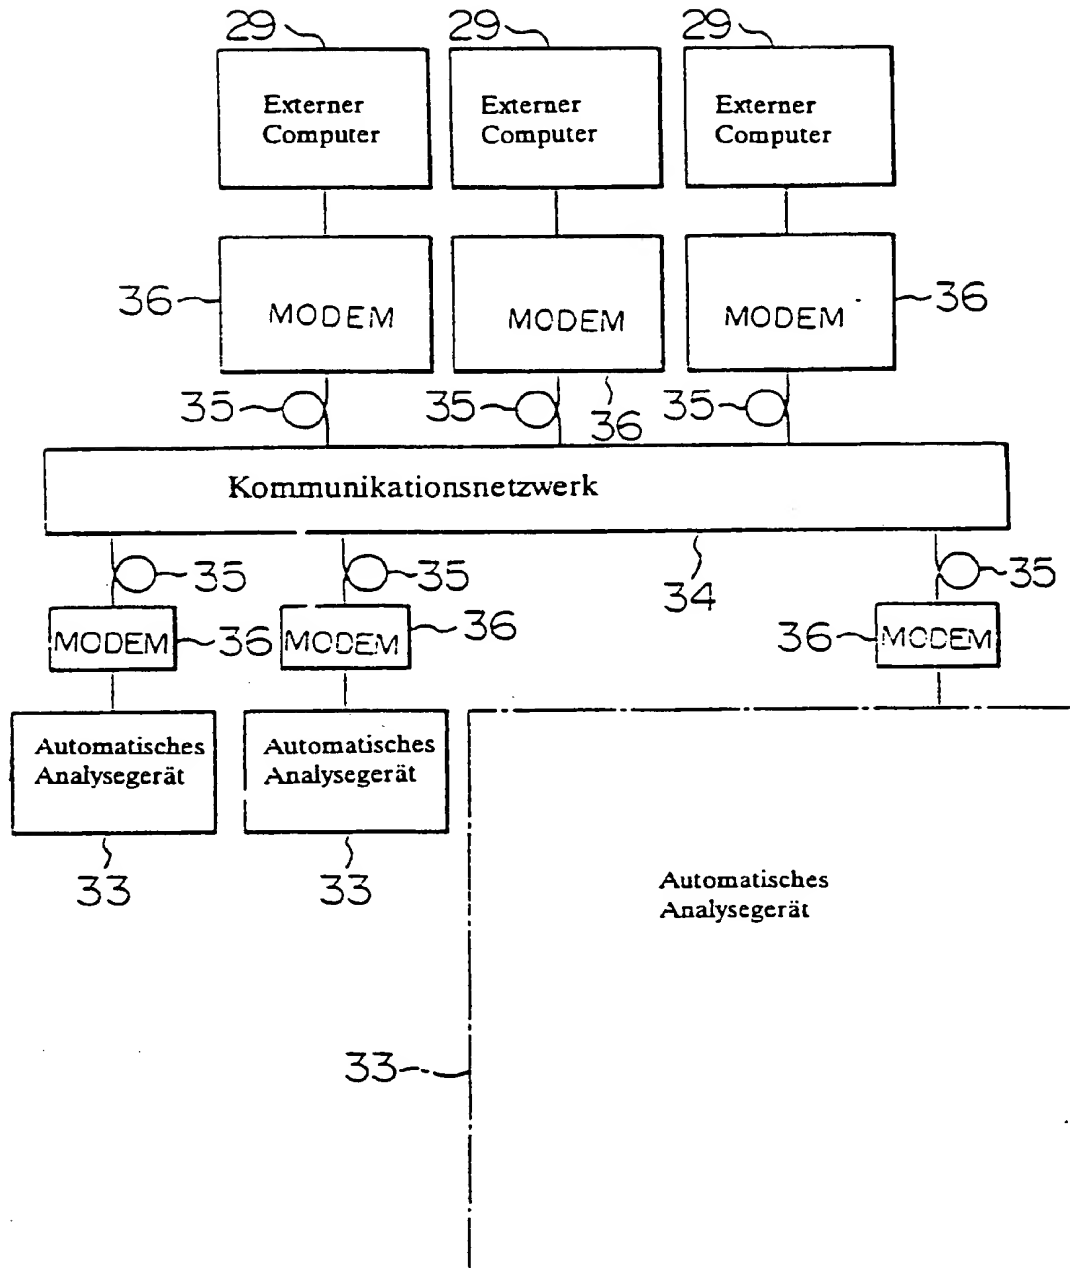 29 29 29
Externer
Computer
Externer
Computer
Externer
Computer
36 MODEM MODEM MODEM 36
35 35 36 35
Kommunikationsnetzwerk
35 35 34 35
MODEM 36 MODEM 36 36 MODEM
Automatisches
Analysegerät
Automatisches
Analysegerät
33 33
Automatisches
Analysegerät
33